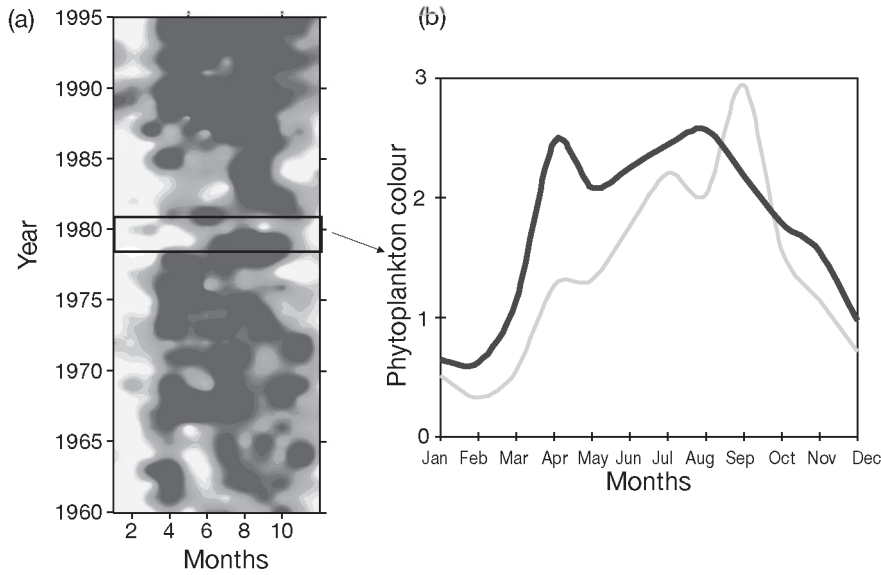 (a)
1995
1990
1985
1980
1975
1970
1965
1960
Year
2 4 6 8 10
Months
(b)
3
2
1
0
Phytoplankton colour
Jan Feb Mar Apr May Jun Jul Aug Sep Oct Nov Dec
Months